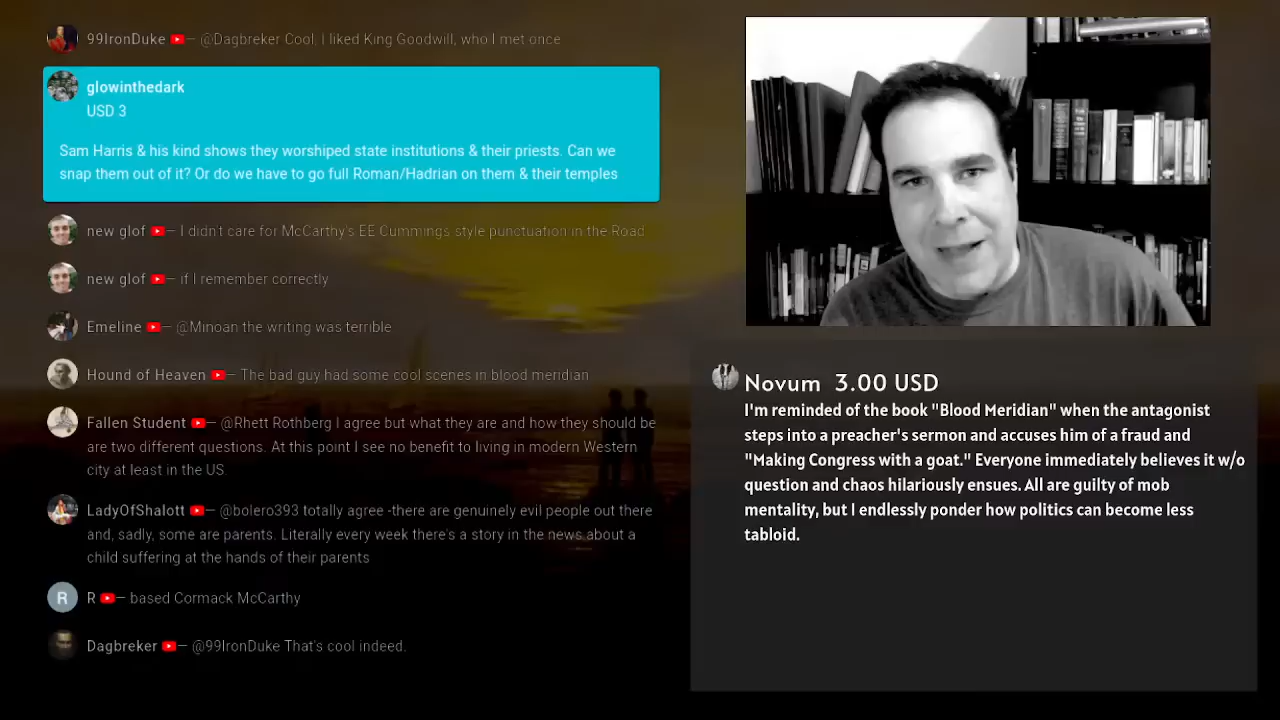 99IronDuke — @Dagbreker Cool, I liked King Goodwill, who I met once
glowinthedark
USD 3
Sam Harris & his kind shows they worshiped state institutions & their priests. Can we
snap them out of it? Or do we have to go full Roman/Hadrian on them & their temples
new glof — I didn't care for McCarthy's EE Cummings style punctuation in the Road
new glof — if I remember correctly
Emeline — @Minoan the writing was terrible
Hound of Heaven — The bad guy had some cool scenes in blood meridian
Fallen Student — @Rhett Rothberg I agree but what they are and how they should be
are two different questions. At this point I see no benefit to living in modern Western
city at least in the US.
LadyOfShalott — @bolero393 totally agree -there are genuinely evil people out there
and, sadly, some are parents. Literally every week there's a story in the news about a
child suffering at the hands of their parents
R
R — based Cormack McCarthy
Dagbreker — @99IronDuke That's cool indeed.
Novum 3.00 USD
I'm reminded of the book "Blood Meridian" when the antagonist
steps into a preacher's sermon and accuses him of a fraud and
"Making Congress with a goat." Everyone immediately believes it w/o
question and chaos hilariously ensues. All are guilty of mob
mentality, but I endlessly ponder how politics can become less
tabloid.